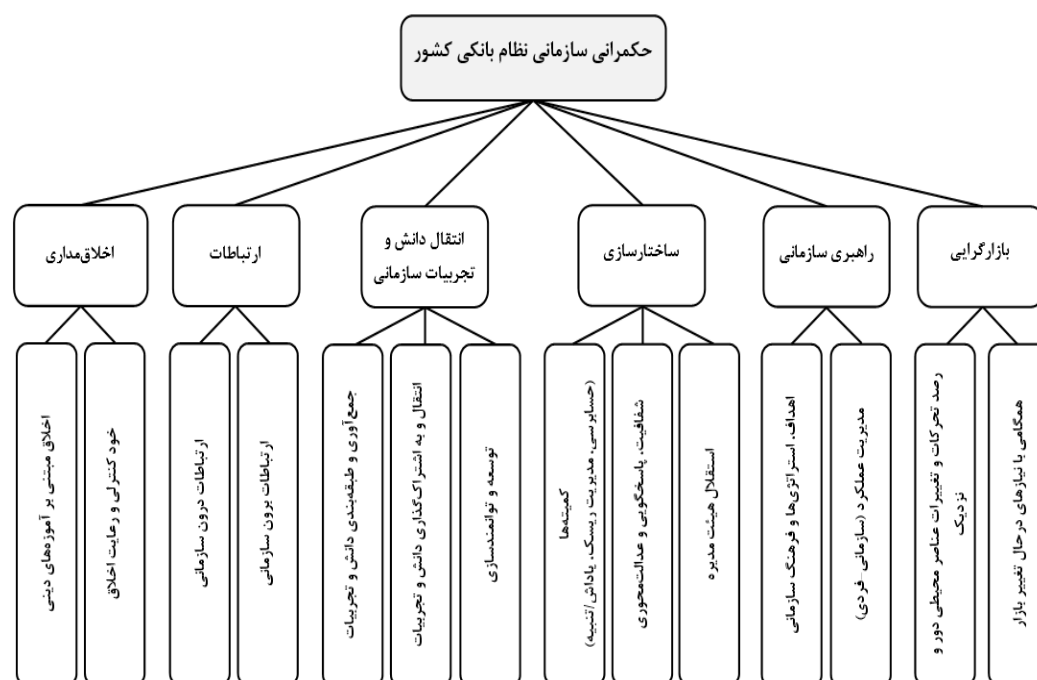 حکمرانی سازمانی نظام بانکی کشور
بازارگرایی
راهبری سازمانی
ساختارسازی
انتقال دانش و
تجربیات سازمانی
ارتباطات
اخلاق‌مداری
همگامی با نیازهای درحال تغییر بازار
رصد تحرکات و تغییرات عناصر محیطی دور و
نزدیک
مدیریت عملکرد (سازمانی- فردی)
اهداف، استراتژی‌ها و فرهنگ سازمانی
استقلال هیئت مدیره
شفافیت، پاسخگویی و عدالت‌محوری
کمیته‌ها
(حسابرسی، مدیریت ریسک، پاداش/تنبیه)
توسعه و توانمندسازی
انتقال و به اشتراک‌گذاری دانش و تجربیات
جمع‌آوری و طبقه‌بندی دانش و تجربیات
ارتباطات برون سازمانی
ارتباطات درون سازمانی
خود کنترلی و رعایت اخلاق
اخلاق مبتنی بر آموزه‌های دینی